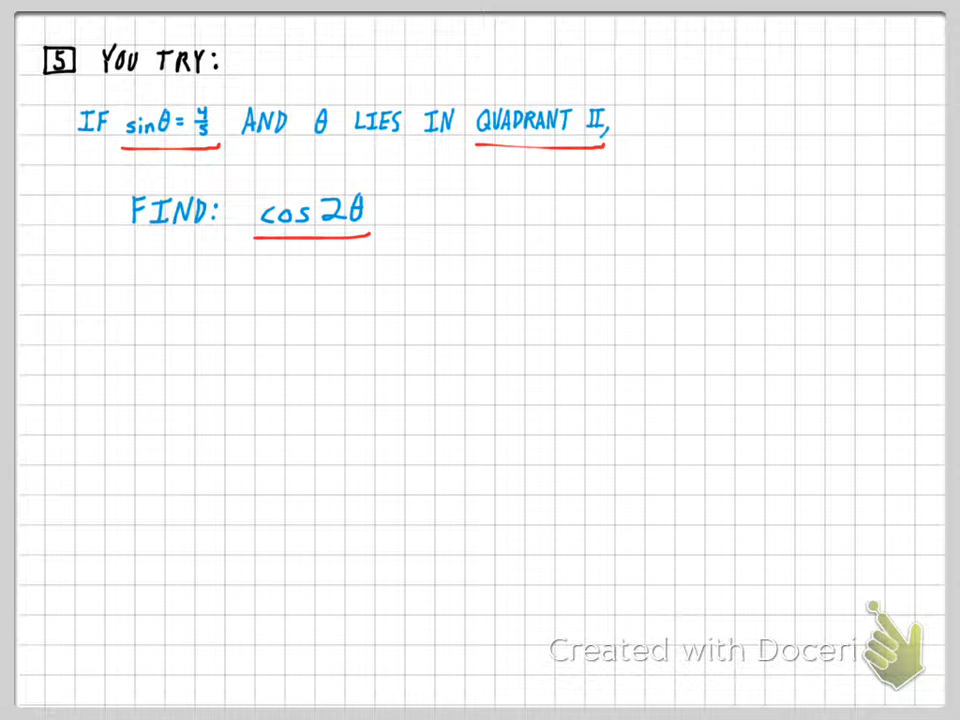 5 YOU TRY:
IF sinθ = 4/5 AND θ LIES IN QUADRANT II,
FIND: cos 2θ
Created with Doceri